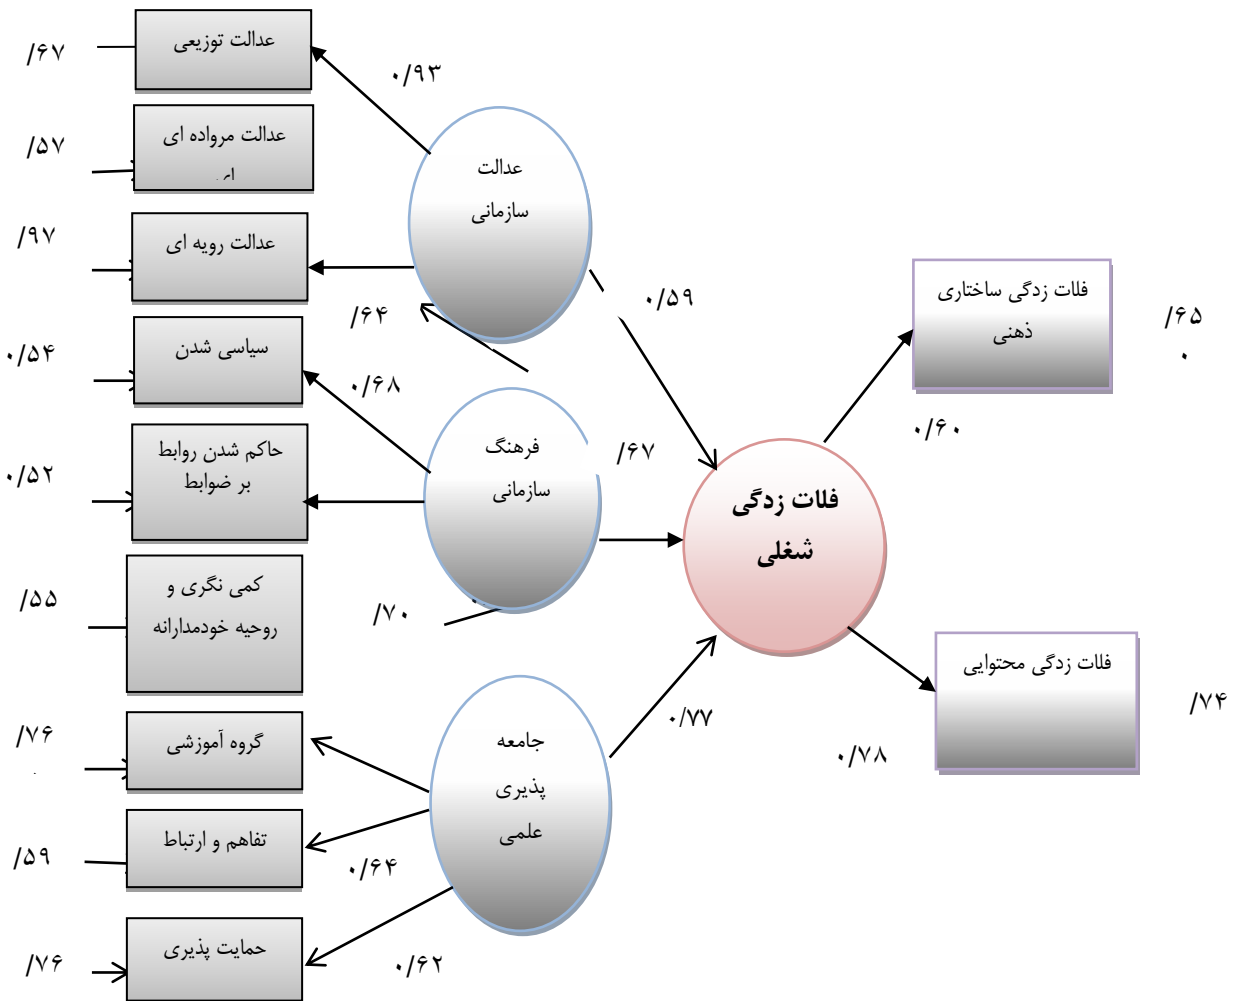 عدالت توزیعی
/۶۷
۰/۹۳
عدالت مرواده ای
ای
/۵۷
عدالت
سازمانی
عدالت رویه ای
/۹۷
/۶۴
۰/۵۹
فلات زدگی ساختاری
ذهنی
/۶۵
۰
سیاسی شدن
۰/۵۴
۰/۶۸
حاکم شدن روابط
بر ضوابط
۰/۵۲
فرهنگ
سازمانی
/۶۷
۰/۶۰
فلات زدگی
شغلی
کمی نگری و
روحیه خودمدارانه
/۵۵
/۷۰
فلات زدگی محتوایی
/۷۴
۰/۷۸
گروه آموزشی
/۷۶
جامعه
پذیری
علمی
۰/۷۷
تفاهم و ارتباط
/۵۹
۰/۶۴
حمایت پذیری
/۷۶
۰/۶۲